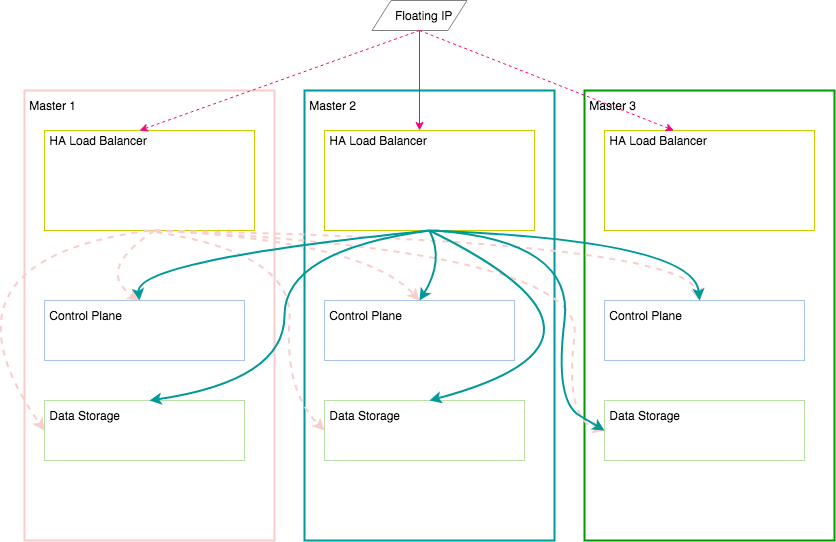 Floating IP
Master 1
Master 2
Master 3
HA Load Balancer
HA Load Balancer
HA Load Balancer
Control Plane
Control Plane
Control Plane
Data Storage
Data Storage
Data Storage